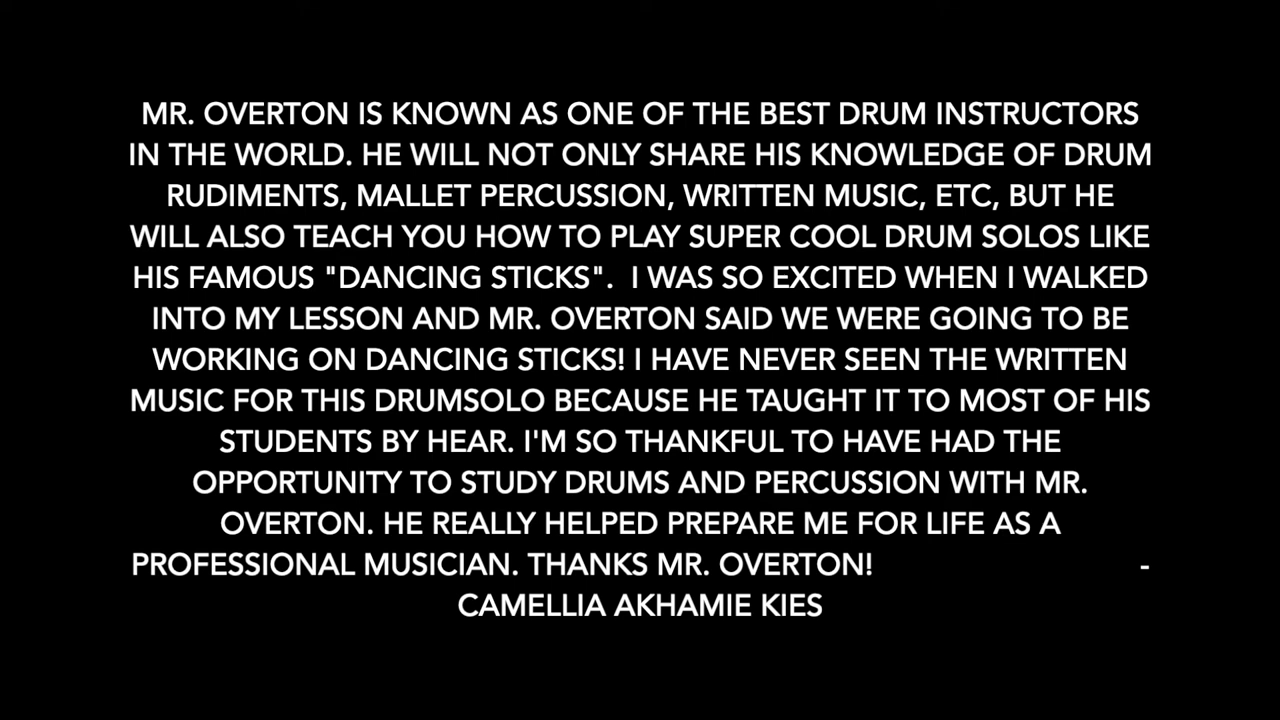 MR. OVERTON IS KNOWN AS ONE OF THE BEST DRUM INSTRUCTORS
IN THE WORLD. HE WILL NOT ONLY SHARE HIS KNOWLEDGE OF DRUM
RUDIMENTS, MALLET PERCUSSION, WRITTEN MUSIC, ETC, BUT HE
WILL ALSO TEACH YOU HOW TO PLAY SUPER COOL DRUM SOLOS LIKE
HIS FAMOUS "DANCING STICKS".  I WAS SO EXCITED WHEN I WALKED
INTO MY LESSON AND MR. OVERTON SAID WE WERE GOING TO BE
WORKING ON DANCING STICKS! I HAVE NEVER SEEN THE WRITTEN
MUSIC FOR THIS DRUMSOLO BECAUSE HE TAUGHT IT TO MOST OF HIS
STUDENTS BY HEAR. I'M SO THANKFUL TO HAVE HAD THE
OPPORTUNITY TO STUDY DRUMS AND PERCUSSION WITH MR.
OVERTON. HE REALLY HELPED PREPARE ME FOR LIFE AS A
PROFESSIONAL MUSICIAN. THANKS MR. OVERTON! -
CAMELLIA AKHAMIE KIES